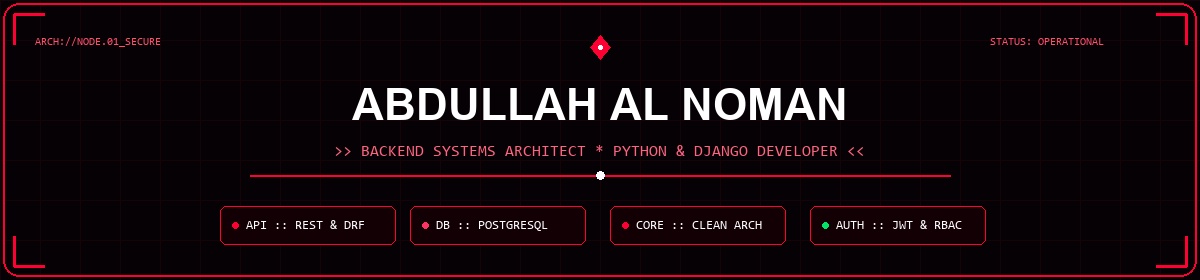 ARCH://NODE.01_SECURE
STATUS: OPERATIONAL
ABDULLAH AL NOMAN
>> BACKEND SYSTEMS ARCHITECT * PYTHON & DJANGO DEVELOPER <<
API :: REST & DRF
DB :: POSTGRESQL
CORE :: CLEAN ARCH
AUTH :: JWT & RBAC